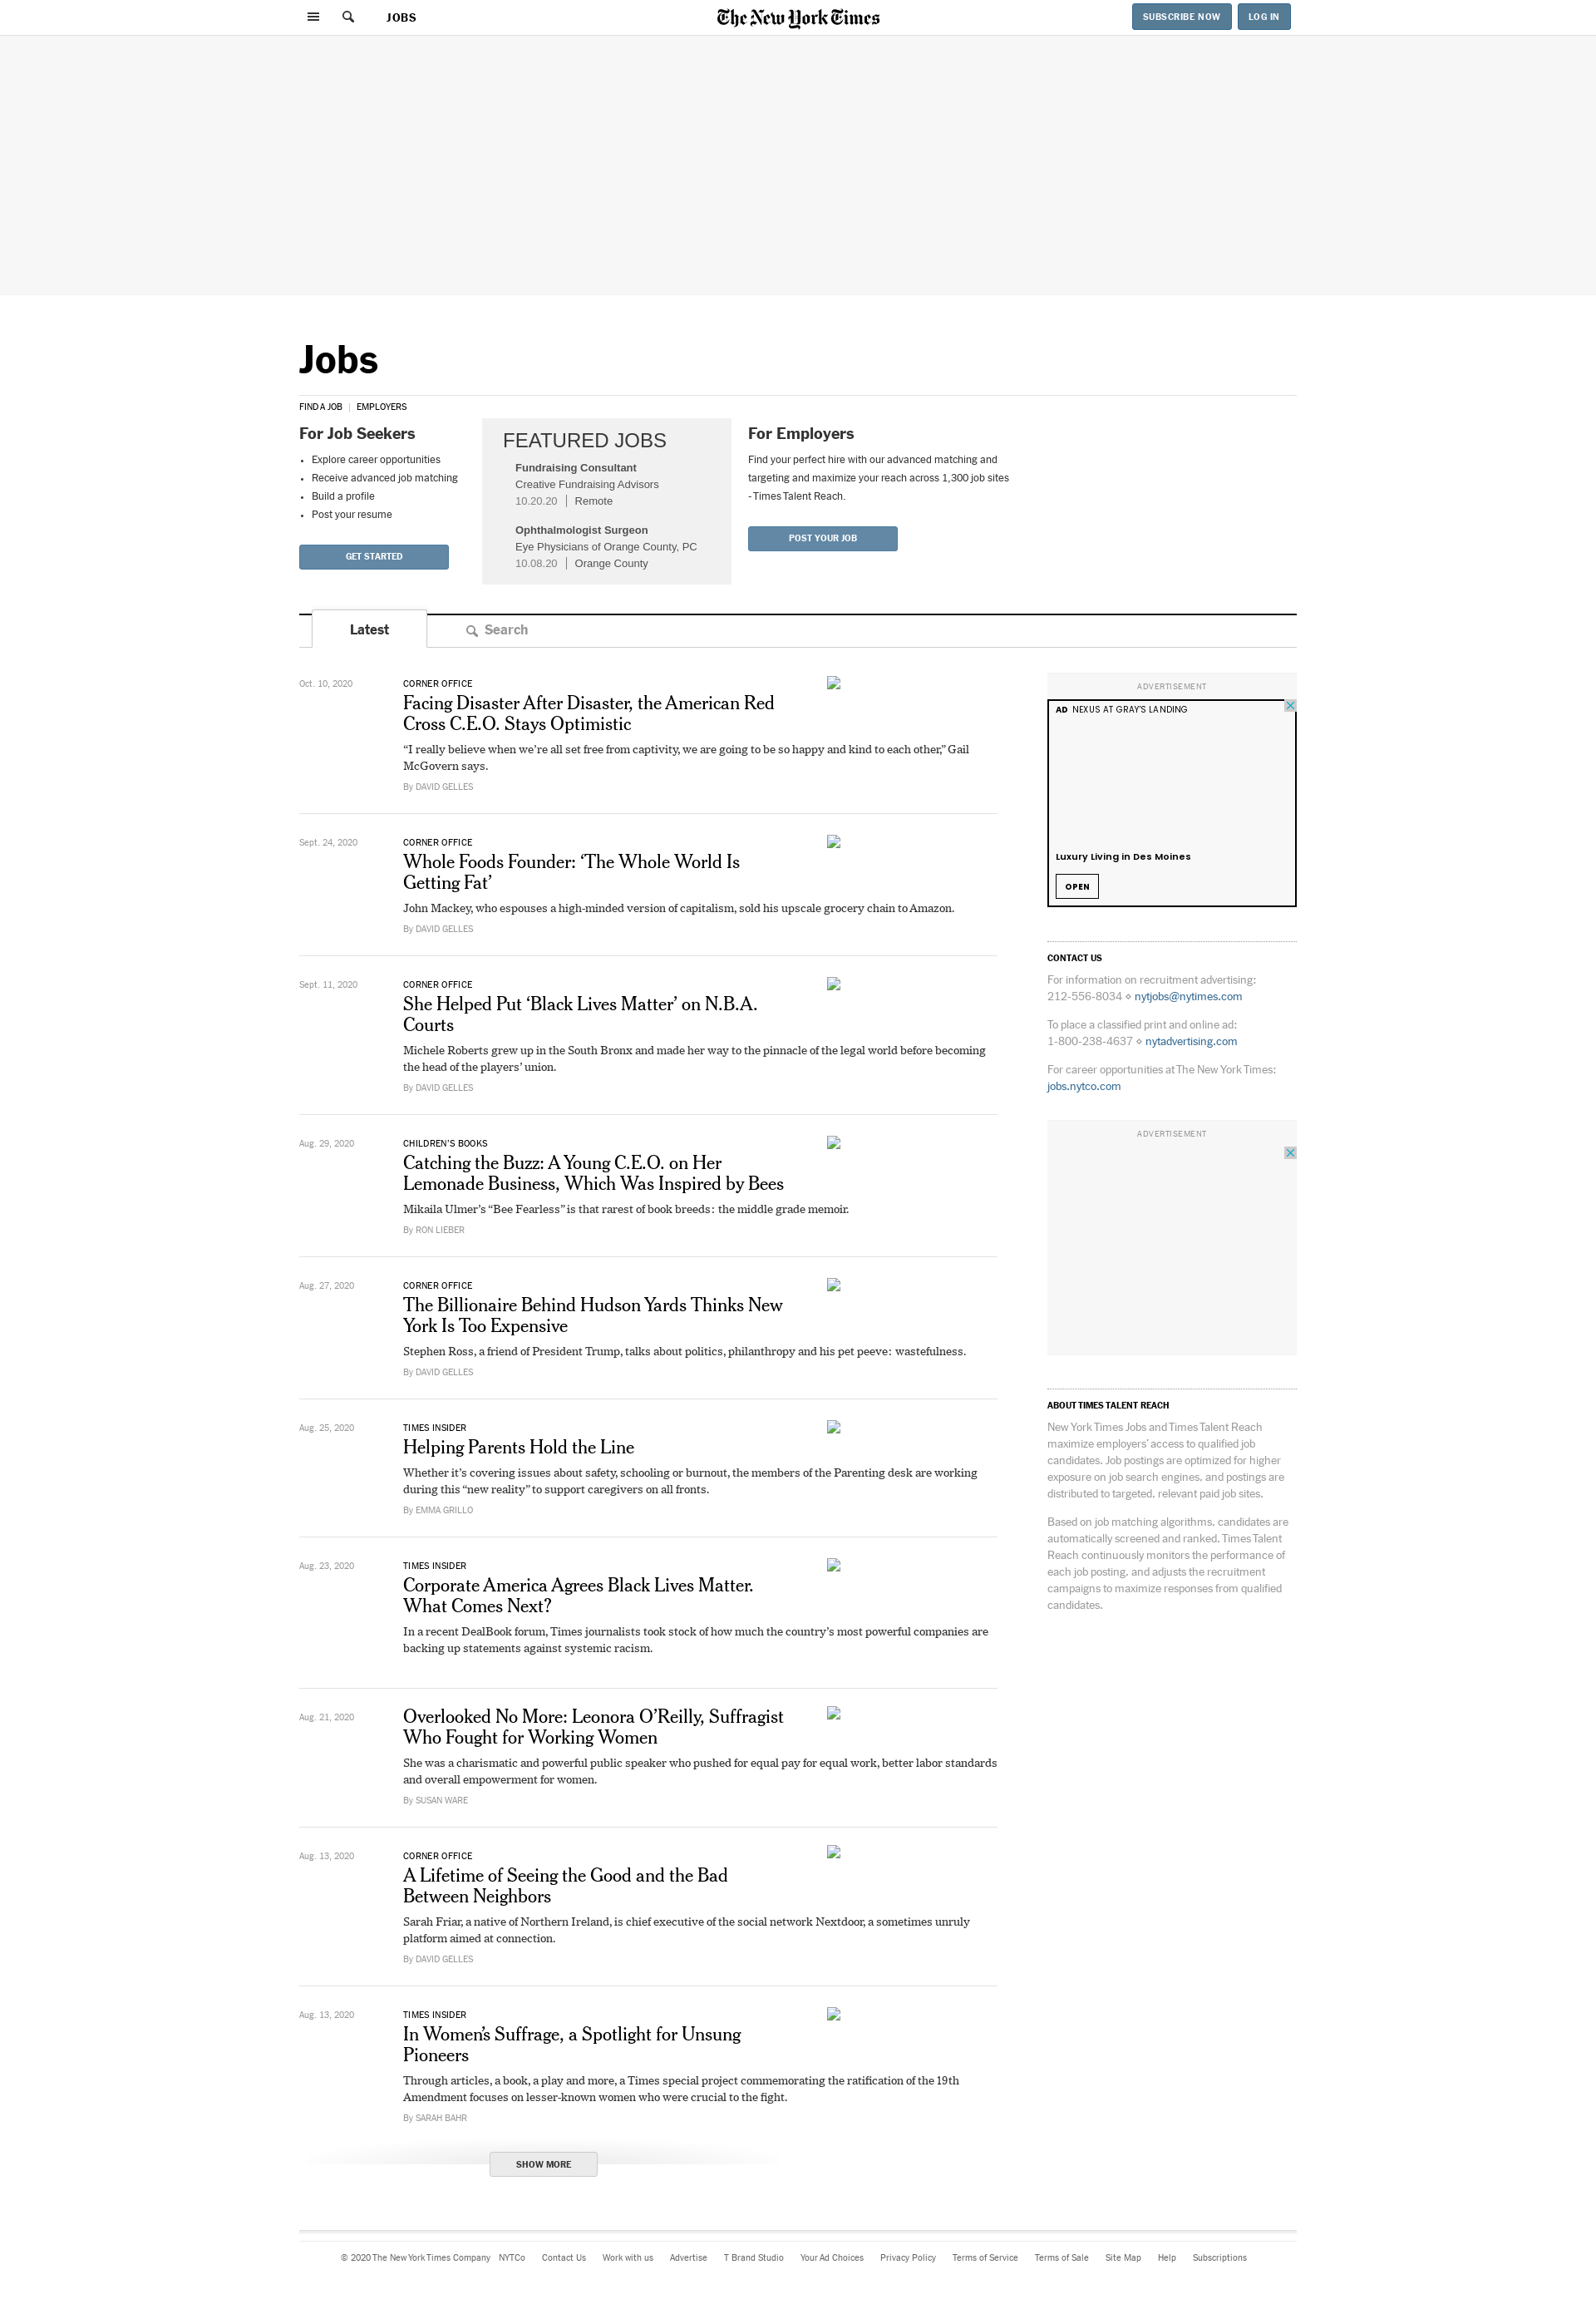 JOBS
The New York Times
SUBSCRIBE NOW
LOG IN
Jobs
FIND A JOB | EMPLOYERS
For Job Seekers
• Explore career opportunities
• Receive advanced job matching
• Build a profile
• Post your resume
GET STARTED
FEATURED JOBS
Fundraising Consultant
Creative Fundraising Advisors
10.20.20 | Remote
Ophthalmologist Surgeon
Eye Physicians of Orange County, PC
10.08.20 | Orange County
For Employers
Find your perfect hire with our advanced matching and
targeting and maximize your reach across 1,300 job sites
- Times Talent Reach.
POST YOUR JOB
Latest
Search
Oct. 10, 2020
CORNER OFFICE
Facing Disaster After Disaster, the American Red
Cross C.E.O. Stays Optimistic
“I really believe when we’re all set free from captivity, we are going to be so happy and kind to each other,” Gail
McGovern says.
By DAVID GELLES
Sept. 24, 2020
CORNER OFFICE
Whole Foods Founder: ‘The Whole World Is
Getting Fat’
John Mackey, who espouses a high-minded version of capitalism, sold his upscale grocery chain to Amazon.
By DAVID GELLES
Sept. 11, 2020
CORNER OFFICE
She Helped Put ‘Black Lives Matter’ on N.B.A.
Courts
Michele Roberts grew up in the South Bronx and made her way to the pinnacle of the legal world before becoming
the head of the players’ union.
By DAVID GELLES
Aug. 29, 2020
CHILDREN’S BOOKS
Catching the Buzz: A Young C.E.O. on Her
Lemonade Business, Which Was Inspired by Bees
Mikaila Ulmer’s “Bee Fearless” is that rarest of book breeds: the middle grade memoir.
By RON LIEBER
Aug. 27, 2020
CORNER OFFICE
The Billionaire Behind Hudson Yards Thinks New
York Is Too Expensive
Stephen Ross, a friend of President Trump, talks about politics, philanthropy and his pet peeve: wastefulness.
By DAVID GELLES
Aug. 25, 2020
TIMES INSIDER
Helping Parents Hold the Line
Whether it’s covering issues about safety, schooling or burnout, the members of the Parenting desk are working
during this “new reality” to support caregivers on all fronts.
By EMMA GRILLO
Aug. 23, 2020
TIMES INSIDER
Corporate America Agrees Black Lives Matter.
What Comes Next?
In a recent DealBook forum, Times journalists took stock of how much the country’s most powerful companies are
backing up statements against systemic racism.
Aug. 21, 2020
Overlooked No More: Leonora O’Reilly, Suffragist
Who Fought for Working Women
She was a charismatic and powerful public speaker who pushed for equal pay for equal work, better labor standards
and overall empowerment for women.
By SUSAN WARE
Aug. 13, 2020
CORNER OFFICE
A Lifetime of Seeing the Good and the Bad
Between Neighbors
Sarah Friar, a native of Northern Ireland, is chief executive of the social network Nextdoor, a sometimes unruly
platform aimed at connection.
By DAVID GELLES
Aug. 13, 2020
TIMES INSIDER
In Women’s Suffrage, a Spotlight for Unsung
Pioneers
Through articles, a book, a play and more, a Times special project commemorating the ratification of the 19th
Amendment focuses on lesser-known women who were crucial to the fight.
By SARAH BAHR
SHOW MORE
ADVERTISEMENT
AD NEXUS AT GRAY'S LANDING
Luxury Living in Des Moines
OPEN
CONTACT US
For information on recruitment advertising:
212-556-8034 ⋄ nytjobs@nytimes.com
To place a classified print and online ad:
1-800-238-4637 ⋄ nytadvertising.com
For career opportunities at The New York Times:
jobs.nytco.com
ADVERTISEMENT
ABOUT TIMES TALENT REACH
New York Times Jobs and Times Talent Reach
maximize employers’ access to qualified job
candidates. Job postings are optimized for higher
exposure on job search engines, and postings are
distributed to targeted, relevant paid job sites.
Based on job matching algorithms, candidates are
automatically screened and ranked. Times Talent
Reach continuously monitors the performance of
each job posting, and adjusts the recruitment
campaigns to maximize responses from qualified
candidates.
© 2020 The New York Times Company NYTCo Contact Us Work with us Advertise T Brand Studio Your Ad Choices Privacy Policy Terms of Service Terms of Sale Site Map Help Subscriptions